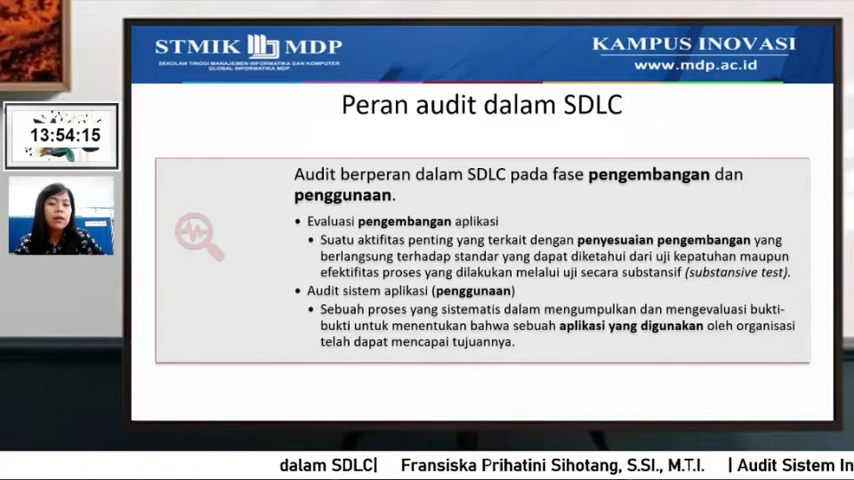 STMIK MDP
SEKOLAH TINGGI MANAJEMEN INFORMATIKA DAN KOMPUTER
GLOBAL INFORMATIKA MDP
KAMPUS INOVASI
www.mdp.ac.id
Peran audit dalam SDLC
13:54:15
Audit berperan dalam SDLC pada fase pengembangan dan
penggunaan.
• Evaluasi pengembangan aplikasi
• Suatu aktifitas penting yang terkait dengan penyesuaian pengembangan yang
berlangsung terhadap standar yang dapat diketahui dari uji kepatuhan maupun
efektifitas proses yang dilakukan melalui uji secara substansif (substansive test).
• Audit sistem aplikasi (penggunaan)
• Sebuah proses yang sistematis dalam mengumpulkan dan mengevaluasi bukti-
bukti untuk menentukan bahwa sebuah aplikasi yang digunakan oleh organisasi
telah dapat mencapai tujuannya.
dalam SDLC| Fransiska Prihatini Sihotang, S.SI., M.T.I. | Audit Sistem In